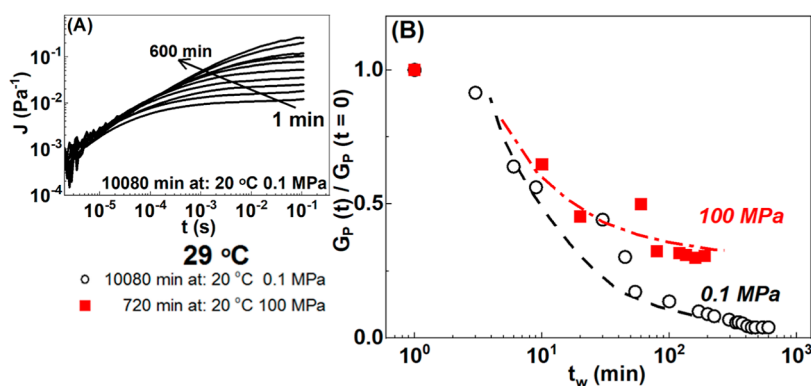 (A)
10⁻¹
10⁻²
10⁻³
10⁻⁴
J (Pa⁻¹)
600 min
1 min
10080 min at: 20 °C 0.1 MPa
10⁻⁵ 10⁻⁴ 10⁻³ 10⁻² 10⁻¹
t (s)
29 °C
10080 min at: 20 °C 0.1 MPa
720 min at: 20 °C 100 MPa
(B)
1.0
0.5
0.0
G_P (t) / G_P (t = 0)
100 MPa
0.1 MPa
10⁰ 10¹ 10² 10³
t_w (min)